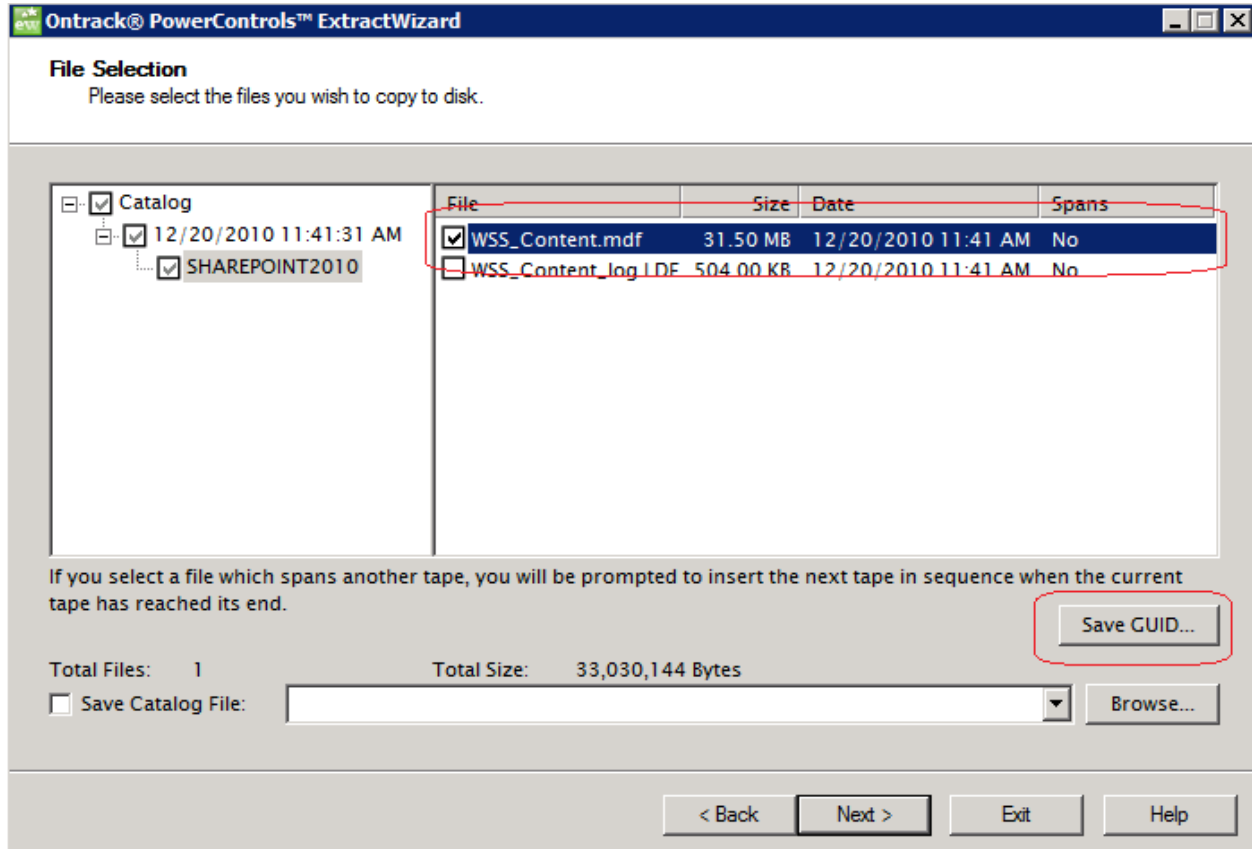 ew Ontrack® PowerControls™ ExtractWizard
File Selection
Please select the files you wish to copy to disk.
Catalog
12/20/2010 11:41:31 AM
SHAREPOINT2010
File Size Date Spans
WSS_Content.mdf 31.50 MB 12/20/2010 11:41 AM No
WSS_Content_log.LDF 504.00 KB 12/20/2010 11:41 AM No
If you select a file which spans another tape, you will be prompted to insert the next tape in sequence when the current
tape has reached its end.
Save GUID...
Total Files: 1 Total Size: 33,030,144 Bytes
Save Catalog File: Browse...
< Back Next > Exit Help